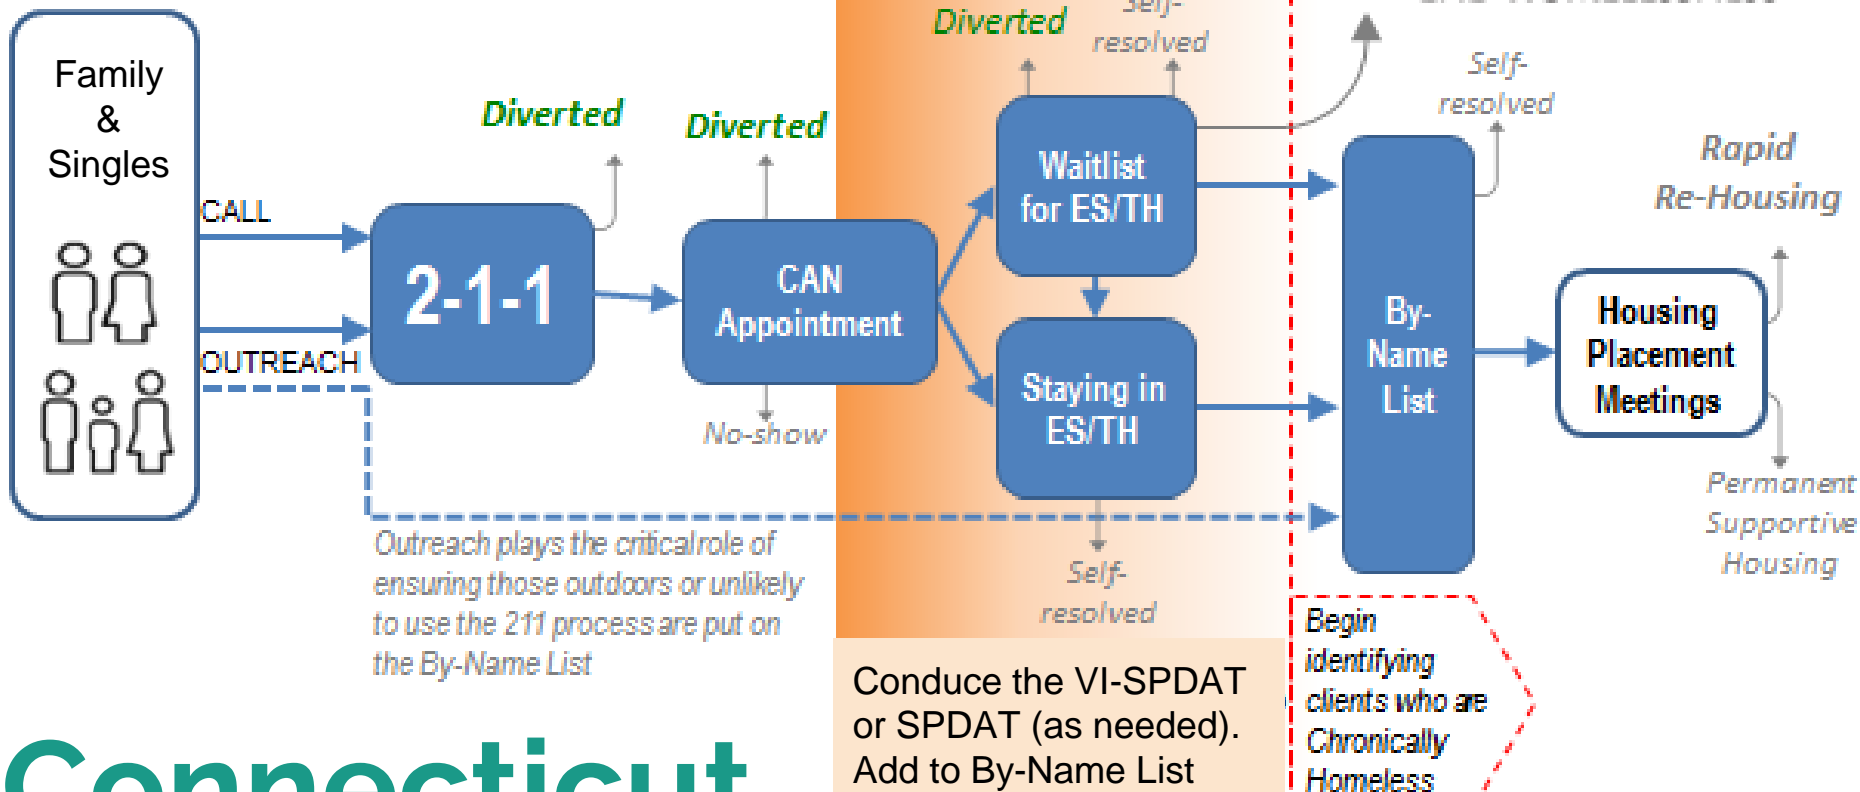 Family
&
Singles
CALL
OUTREACH
2-1-1
Diverted
Diverted
CAN
Appointment
No-show
Outreach plays the criticalrole of
ensuring those outdoors or unlikely
to use the 211 process are put on
the By-Name List
Diverted
Self-
resolved
Waitlist
for ES/TH
Staying in
ES/TH
Self-
resolved
Conduce the VI-SPDAT
or SPDAT (as needed).
Add to By-Name List
Self-
resolved
By-
Name
List
Begin
identifying
clients who are
Chronically
Homeless
Housing
Placement
Meetings
Rapid
Re-Housing
Permanent
Supportive
Housing
Connecticut